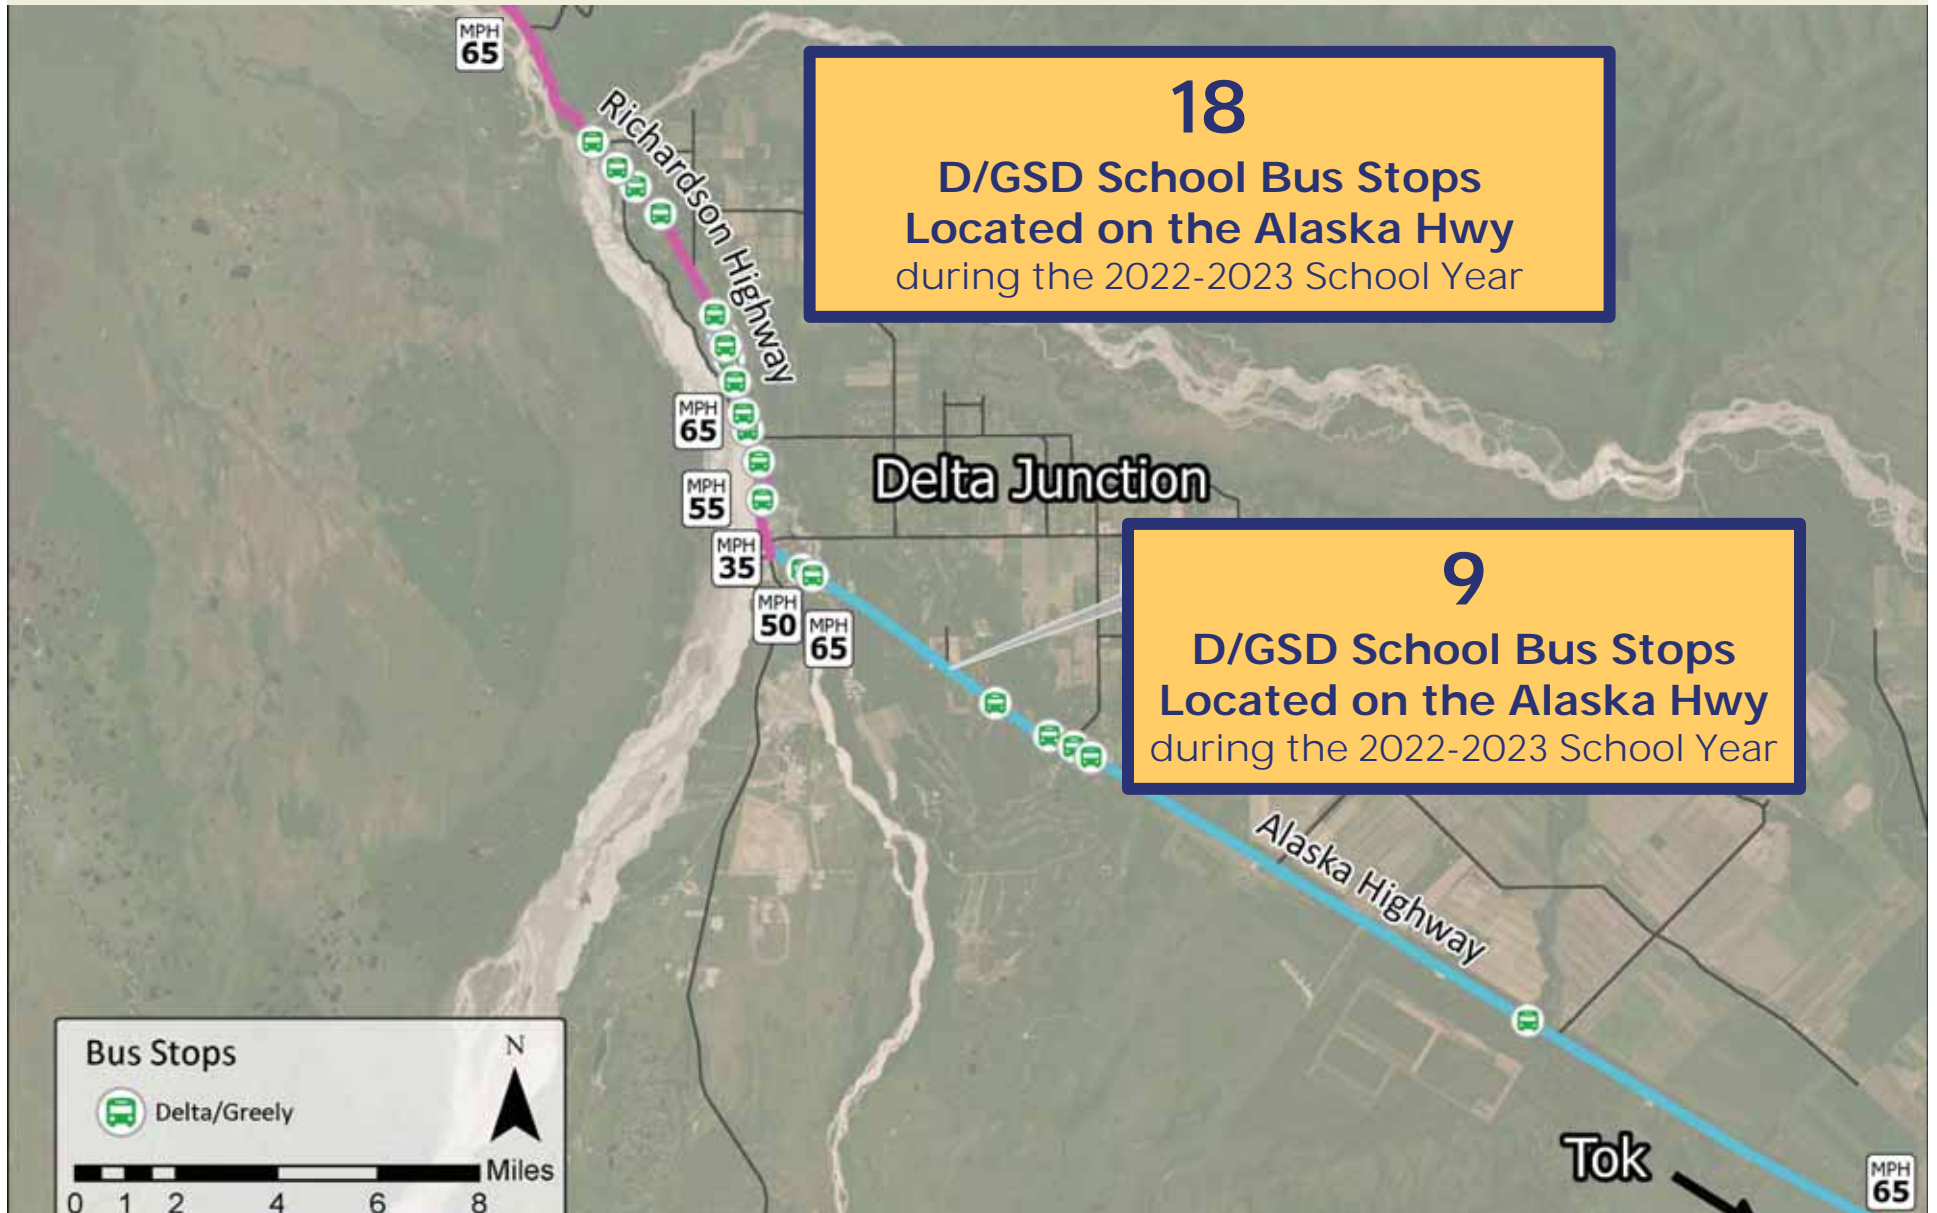 MPH
65
Richardson Highway
18
D/GSD School Bus Stops
Located on the Alaska Hwy
during the 2022-2023 School Year
MPH
65
Delta Junction
MPH
55
MPH
35
MPH
50
MPH
65
9
D/GSD School Bus Stops
Located on the Alaska Hwy
during the 2022-2023 School Year
Alaska Highway
Bus Stops
N
Delta/Greely
Miles
0 1 2 4 6 8
Tok
MPH
65